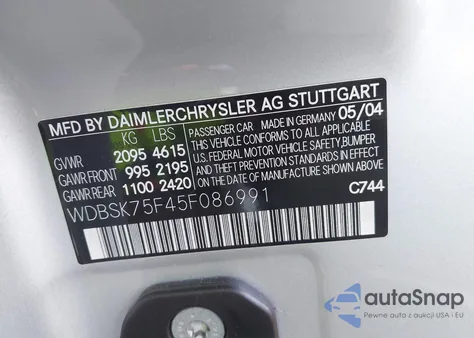 MFD BY DAIMLERCHRYSLER AG STUTTGART
KG LBS
GVWR 2095 4615
GAWR FRONT 995 2195
GAWR REAR 1100 2420
PASSENGER CAR MADE IN GERMANY 05/04
THIS VEHICLE CONFORMS TO ALL APPLICABLE
U.S. FEDERAL MOTOR VEHICLE SAFETY, BUMPER
AND THEFT PREVENTION STANDARDS IN EFFECT
ON THE DATE OF MANUFACTURE SHOWN ABOVE.
WDBSK75F45F086991
C744
autaSnap
Pewne auta z aukcji USA i EU